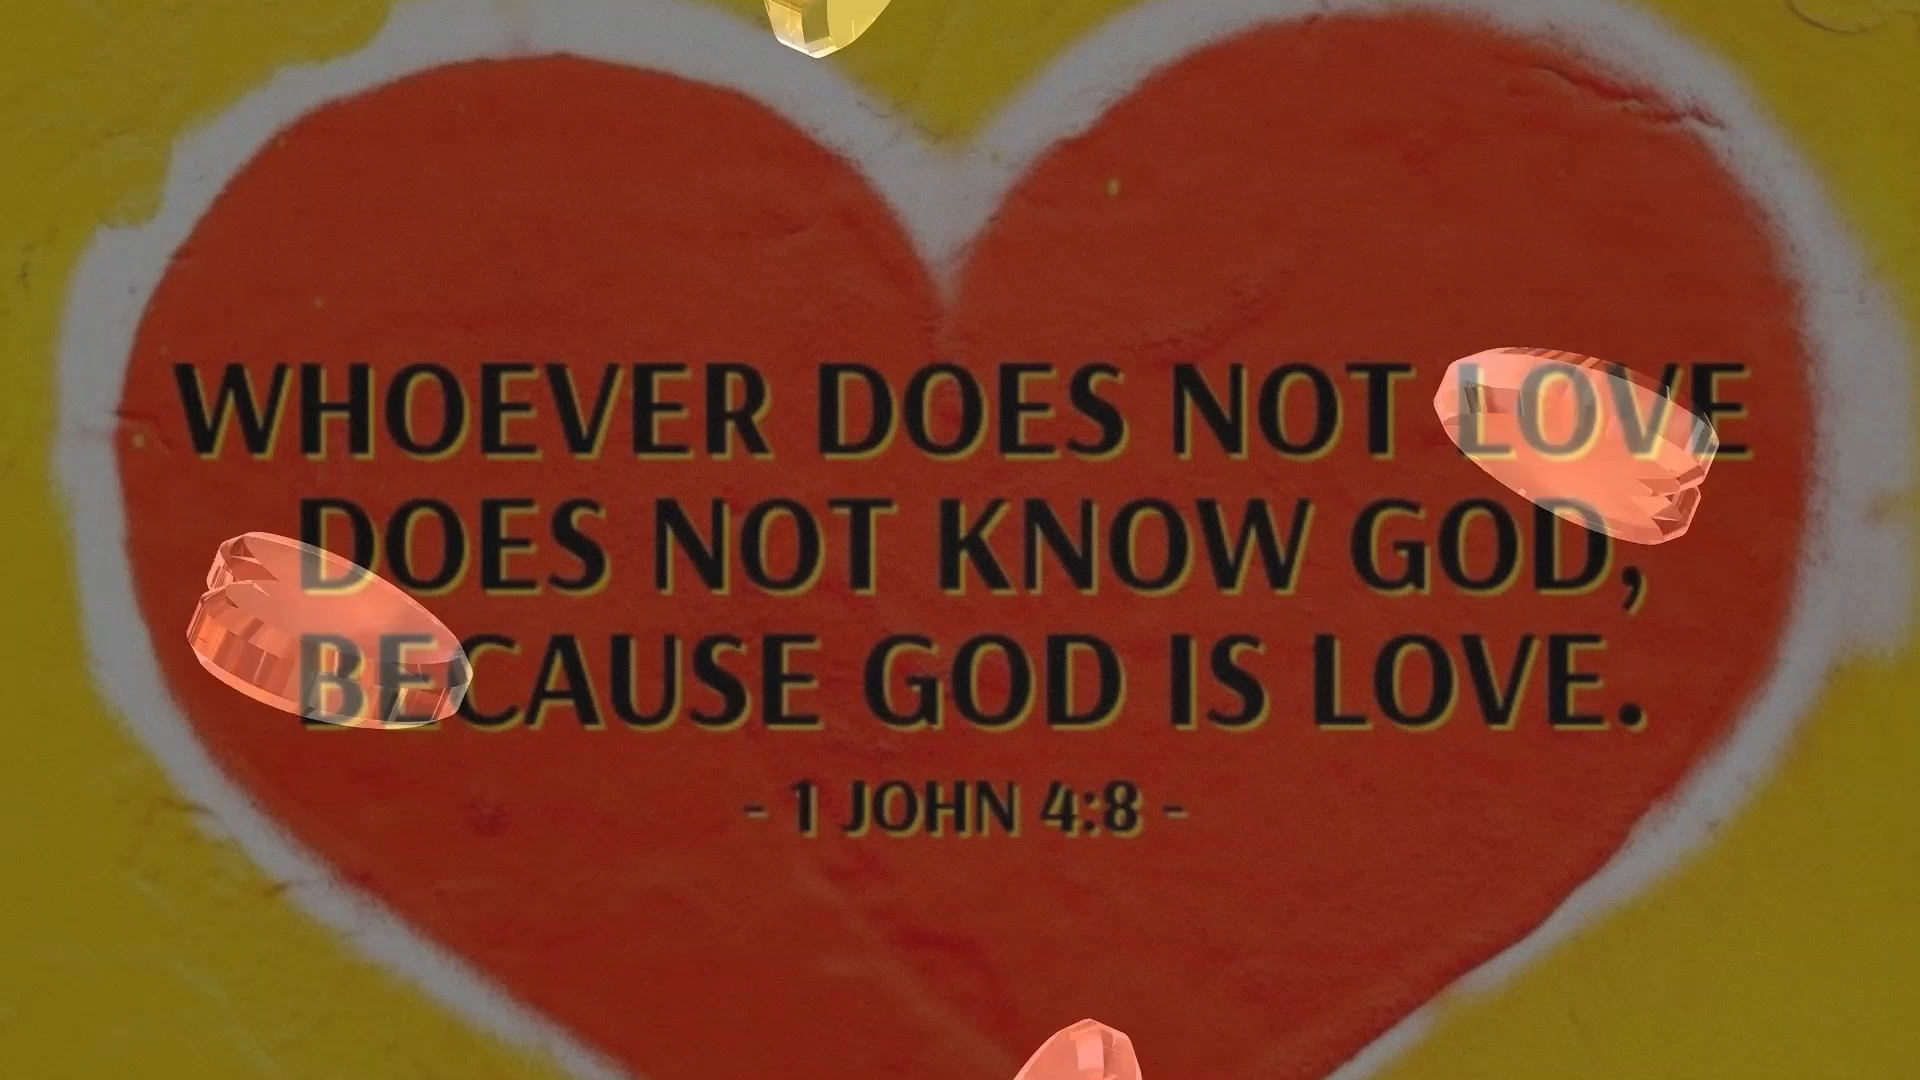 WHOEVER DOES NOT LOVE
DOES NOT KNOW GOD,
BECAUSE GOD IS LOVE.
- 1 JOHN 4:8 -